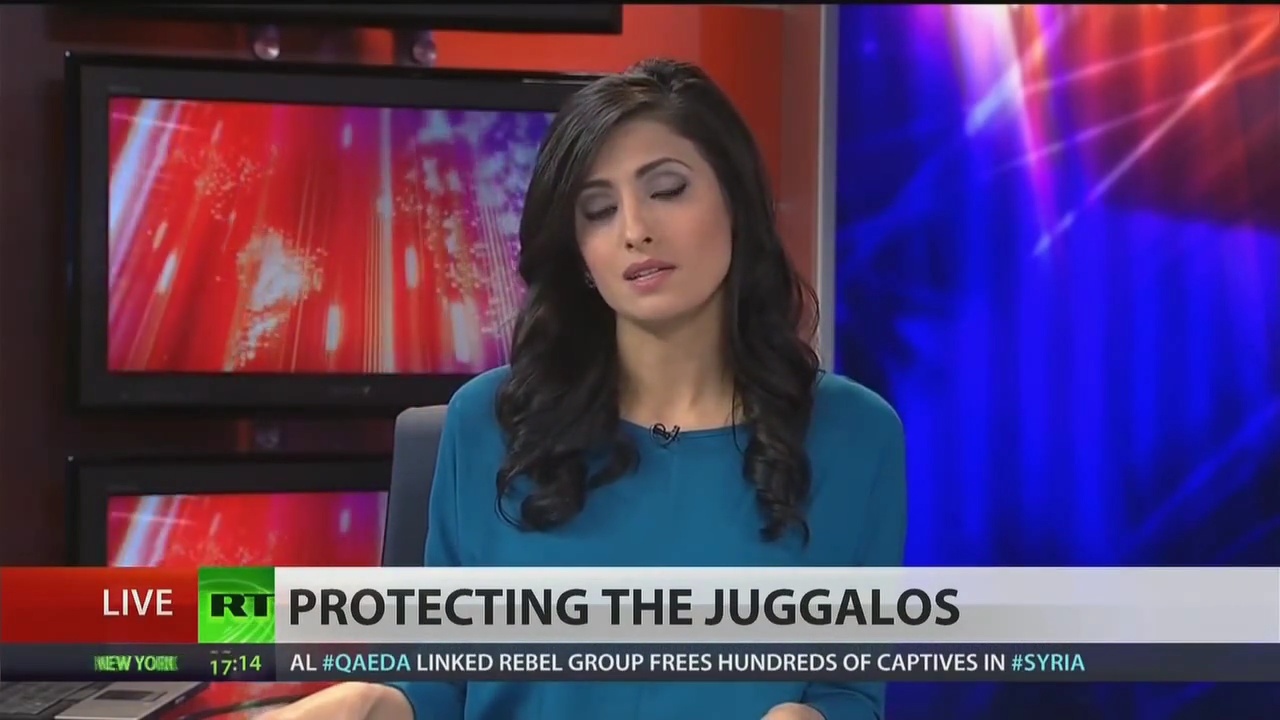 LIVE RT PROTECTING THE JUGGALOS
NEW YORK 17:14 AL #QAEDA LINKED REBEL GROUP FREES HUNDREDS OF CAPTIVES IN #SYRIA